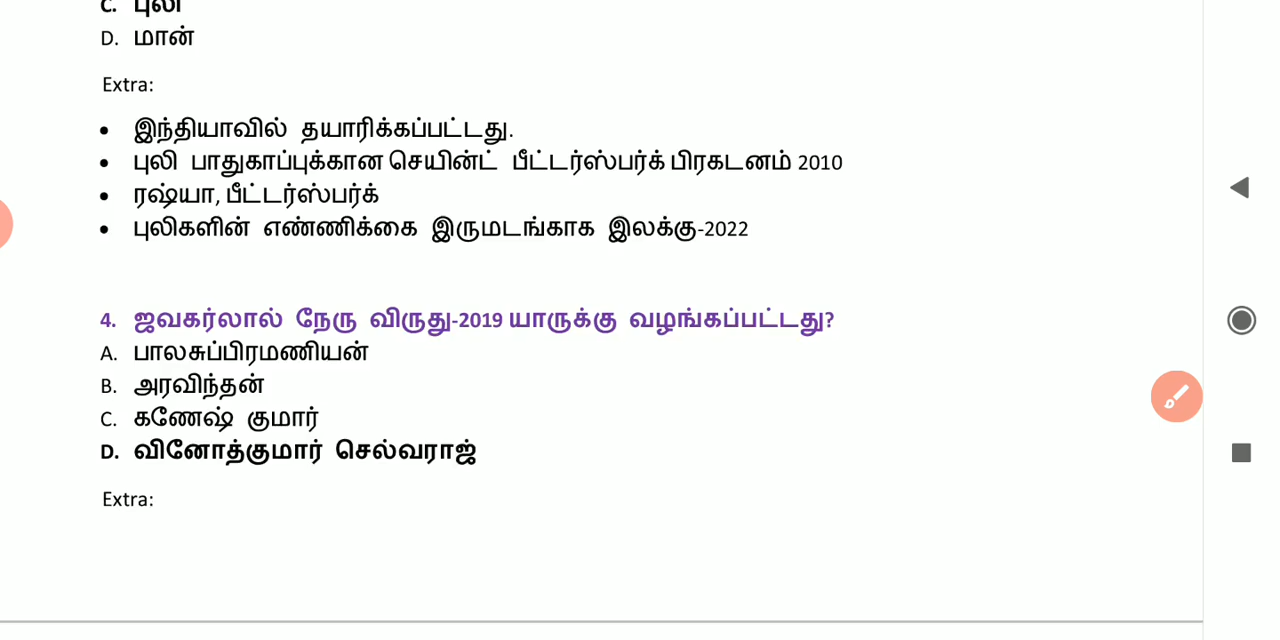 C. புலி
D. மான்
Extra:
• இந்தியாவில் தயாரிக்கப்பட்டது.
• புலி பாதுகாப்புக்கான செயின்ட் பீட்டர்ஸ்பர்க் பிரகடனம் 2010
• ரஷ்யா, பீட்டர்ஸ்பர்க்
• புலிகளின் எண்ணிக்கை இருமடங்காக இலக்கு-2022
4. ஜவகர்லால் நேரு விருது-2019 யாருக்கு வழங்கப்பட்டது?
A. பாலசுப்பிரமணியன்
B. அரவிந்தன்
C. கணேஷ் குமார்
D. வினோத்குமார் செல்வராஜ்
Extra: